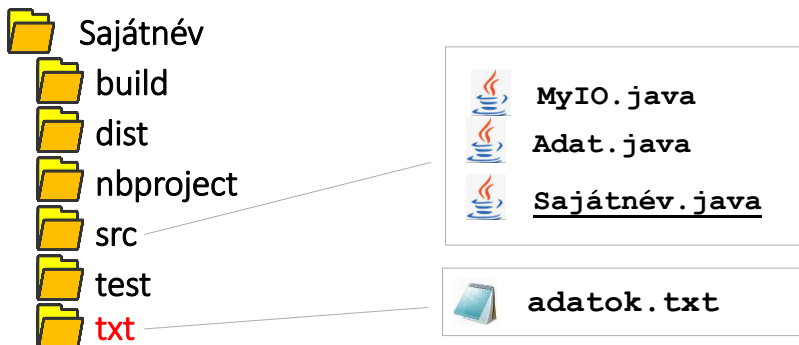 Sajátnév
build
dist
nbproject
src
test
txt
MyIO.java
Adat.java
Sajátnév.java
adatok.txt